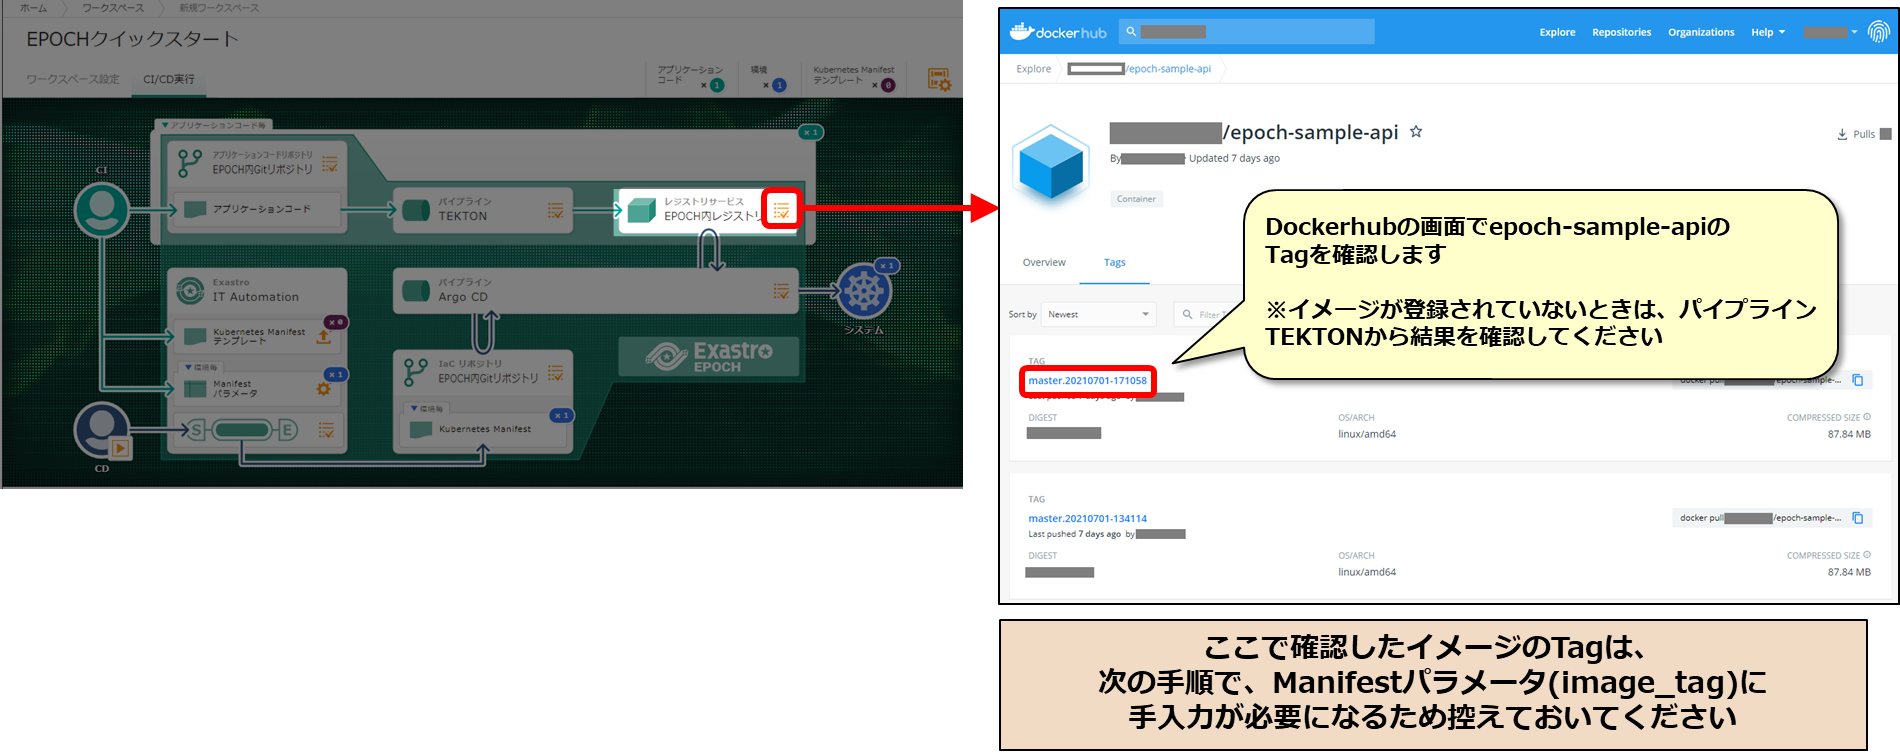 ホーム
ワークスペース
新規ワークスペース
EPOCHクイックスタート
ワークスペース設定
CI/CD実行
アプリケーション
コード
× 1
環境
× 1
Kubernetes Manifest
テンプレート
× 0
▼アプリケーションコード毎
× 1
アプリケーションコードリポジトリ
EPOCH内Gitリポジトリ
CI
アプリケーションコード
パイプライン
TEKTON
レジストリサービス
EPOCH内レジストリ
Exastro
IT Automation
パイプライン
Argo CD
× 1
システム
× 0
Kubernetes Manifest
テンプレート
▼環境毎
× 1
Manifest
パラメータ
IaC リポジトリ
EPOCH内Gitリポジトリ
Exastro
EPOCH
▼環境毎
× 1
Kubernetes Manifest
S
E
CD
docker hub
Explore
Repositories
Organizations
Help
Explore
/epoch-sample-api
/epoch-sample-api
Pulls
By
Updated 7 days ago
Container
Overview
Tags
Sort by
Newest
Filter T
Dockerhubの画面でepoch-sample-apiの
Tagを確認します
※イメージが登録されていないときは、パイプライン
TEKTONから結果を確認してください
TAG
master.20210701-171058
Last pushed 7 days ago by
docker pull
/epoch-sample-...
DIGEST
OS/ARCH
linux/amd64
COMPRESSED SIZE
87.84 MB
TAG
master.20210701-134114
Last pushed 7 days ago by
docker pull
/epoch-sample-...
DIGEST
OS/ARCH
linux/amd64
COMPRESSED SIZE
87.84 MB
ここで確認したイメージのTagは、
次の手順で、Manifestパラメータ(image_tag)に
手入力が必要になるため控えておいてください